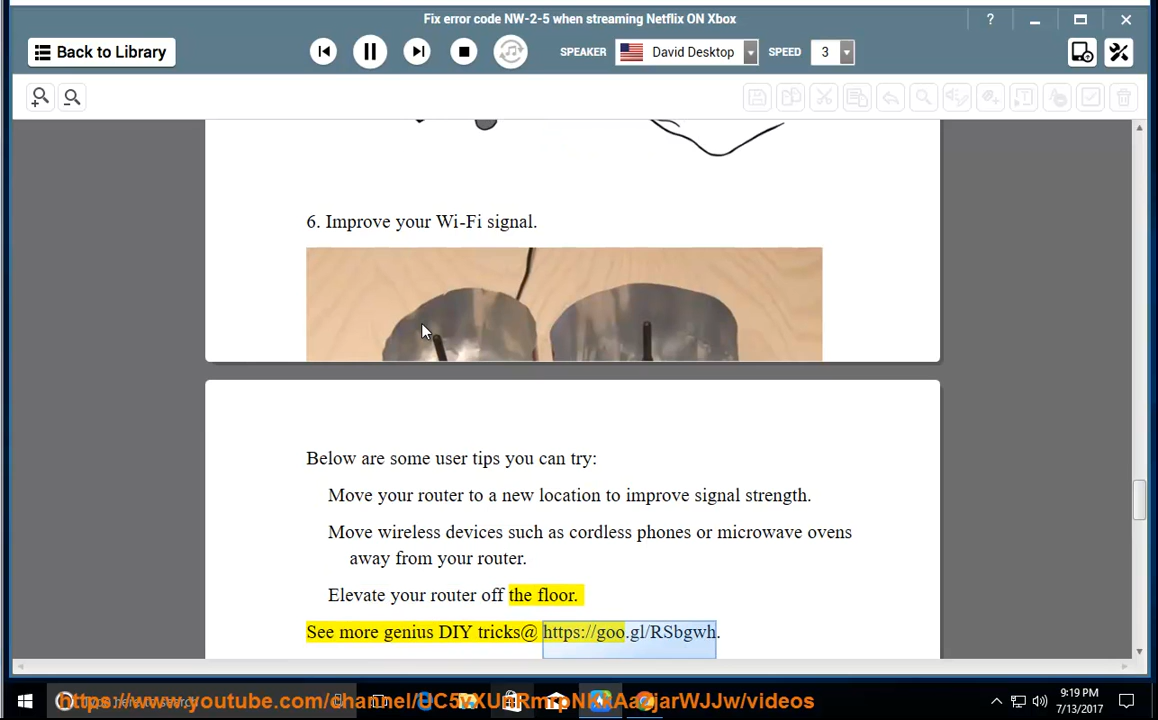 Fix error code NW-2-5 when streaming Netflix ON Xbox
?
Back to Library
SPEAKER
David Desktop
SPEED
3
6. Improve your Wi-Fi signal.
Below are some user tips you can try:
Move your router to a new location to improve signal strength.
Move wireless devices such as cordless phones or microwave ovens
away from your router.
Elevate your router off the floor.
See more genius DIY tricks@ https://goo.gl/RSbgwh.
9:19 PM
7/13/2017